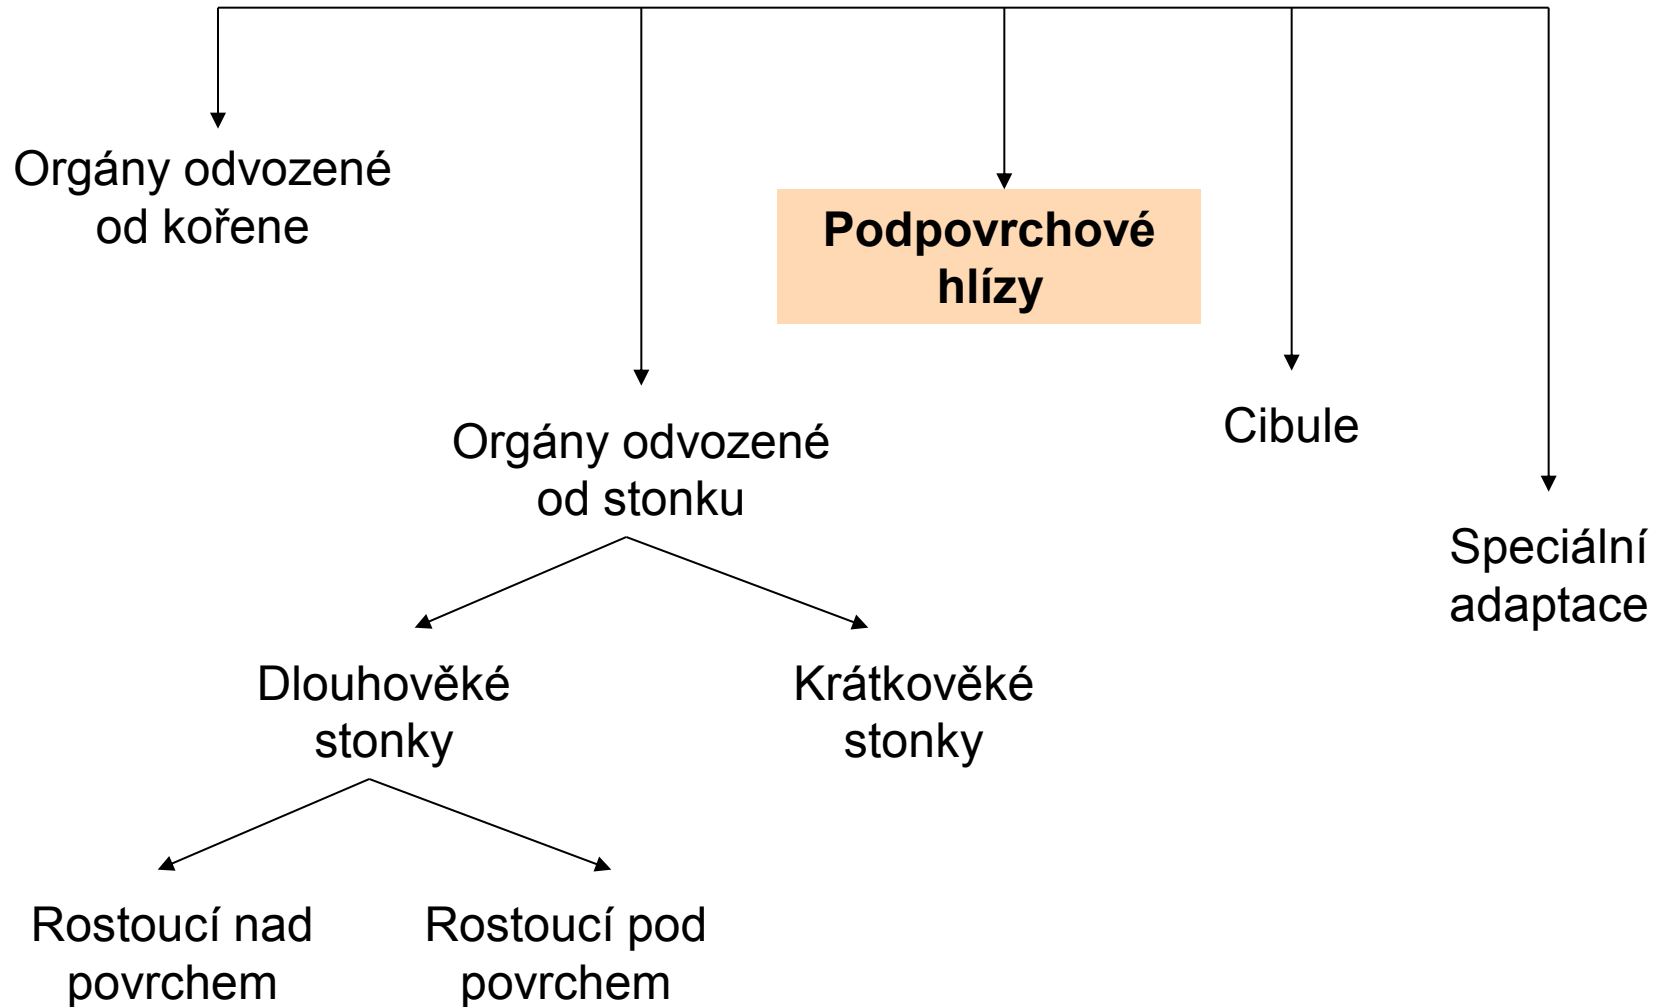 Orgány odvozené
od kořene
Podpovrchové
hlízy
Orgány odvozené
od stonku
Cibule
Speciální
adaptace
Dlouhověké
stonky
Krátkověké
stonky
Rostoucí nad
povrchem
Rostoucí pod
povrchem